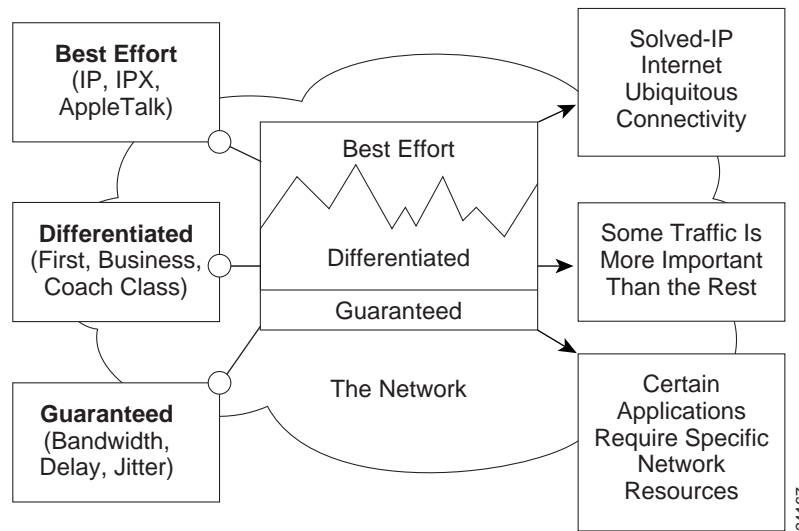 Best Effort
(IP, IPX,
AppleTalk)
Differentiated
(First, Business,
Coach Class)
Guaranteed
(Bandwidth,
Delay, Jitter)
Best Effort
Differentiated
Guaranteed
The Network
Solved-IP
Internet
Ubiquitous
Connectivity
Some Traffic Is
More Important
Than the Rest
Certain
Applications
Require Specific
Network
Resources